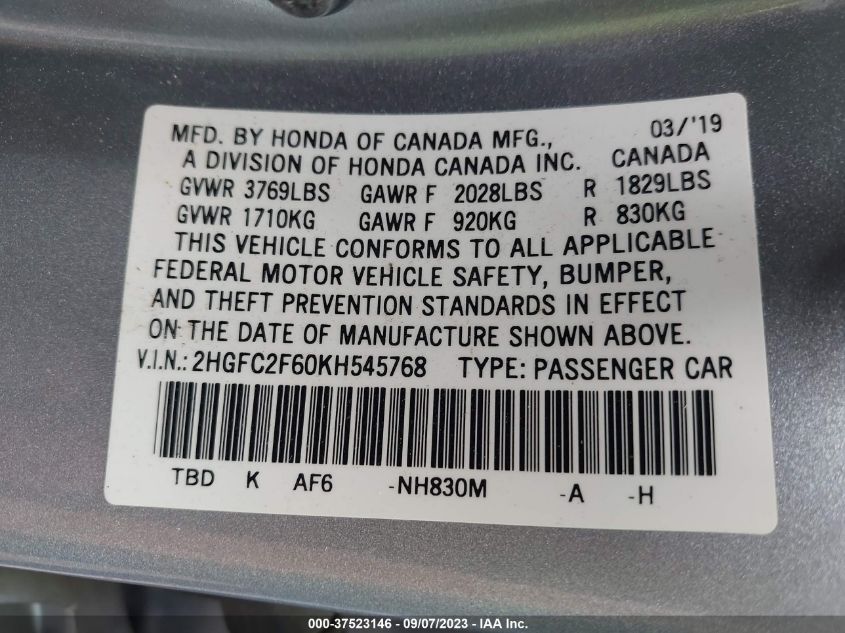 MFD. BY HONDA OF CANADA MFG., 03/'19
A DIVISION OF HONDA CANADA INC. CANADA
GVWR 3769LBS GAWR F 2028LBS R 1829LBS
GVWR 1710KG GAWR F 920KG R 830KG
THIS VEHICLE CONFORMS TO ALL APPLICABLE
FEDERAL MOTOR VEHICLE SAFETY, BUMPER,
AND THEFT PREVENTION STANDARDS IN EFFECT
ON THE DATE OF MANUFACTURE SHOWN ABOVE.
V.I.N.: 2HGFC2F60KH545768 TYPE: PASSENGER CAR
TBD K AF6 -NH830M -A -H
000-37523146 - 09/07/2023 - IAA Inc.